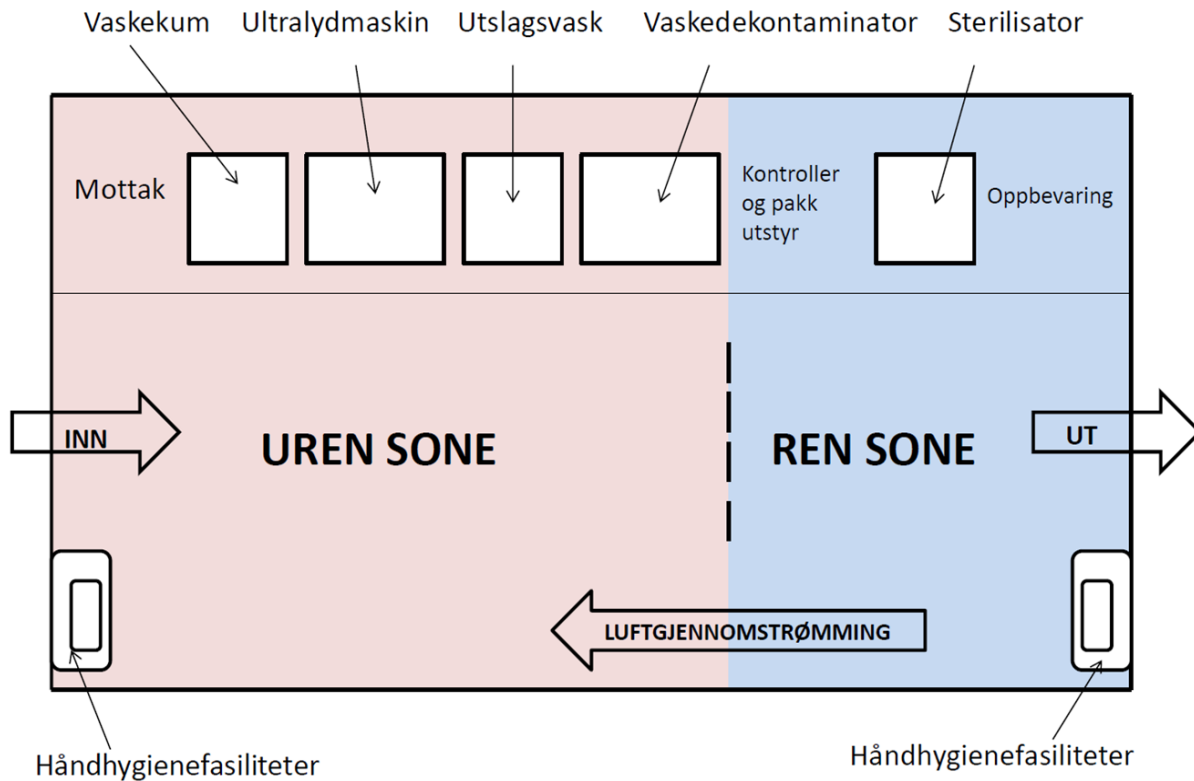 Vaskekum Ultralydmaskin Utslagsvask Vaskedekontaminator Sterilisator
Mottak
Kontroller
og pakk
utstyr
Oppbevaring
INN
UREN SONE
REN SONE
UT
LUFTGJENNOMSTRØMMING
Håndhygienefasiliteter
Håndhygienefasiliteter